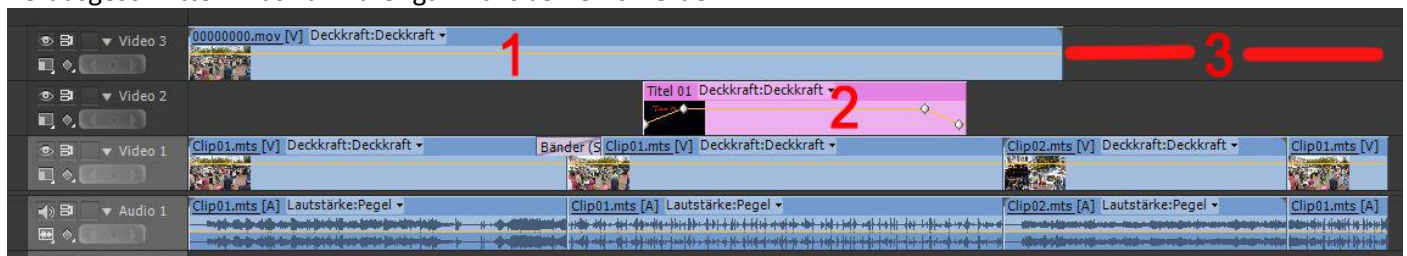 Video 3 00000000.mov [V] Deckkraft:Deckkraft
1
3
Video 2 Titel 01 Deckkraft:Deckkraft
2
Video 1 Clip01.mts [V] Deckkraft:Deckkraft Bänder (S Clip01.mts [V] Deckkraft:Deckkraft Clip02.mts [V] Deckkraft:Deckkraft Clip01.mts [V]
Audio 1 Clip01.mts [A] Lautstärke:Pegel Clip01.mts [A] Lautstärke:Pegel Clip02.mts [A] Lautstärke:Pegel Clip01.mts [A]